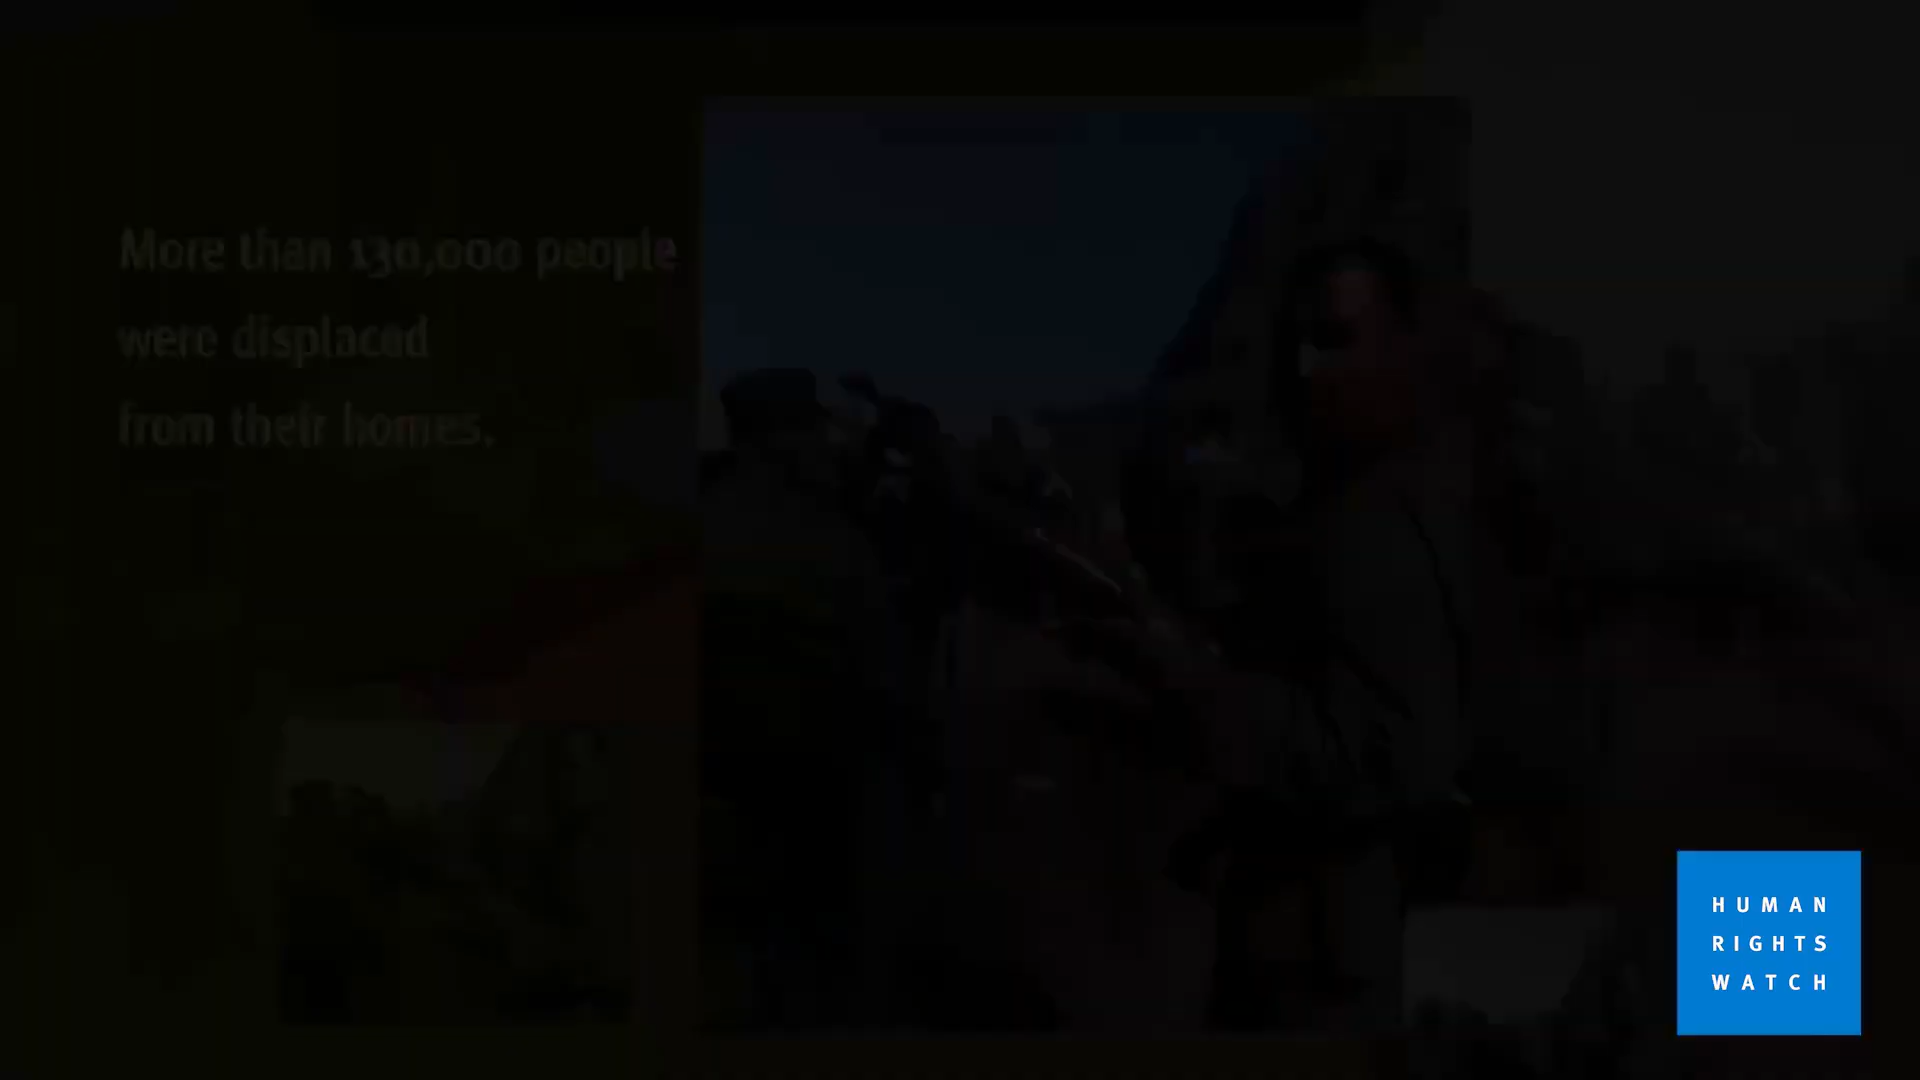 More than 130,000 people
were displaced
from their homes.
HUMAN
RIGHTS
WATCH